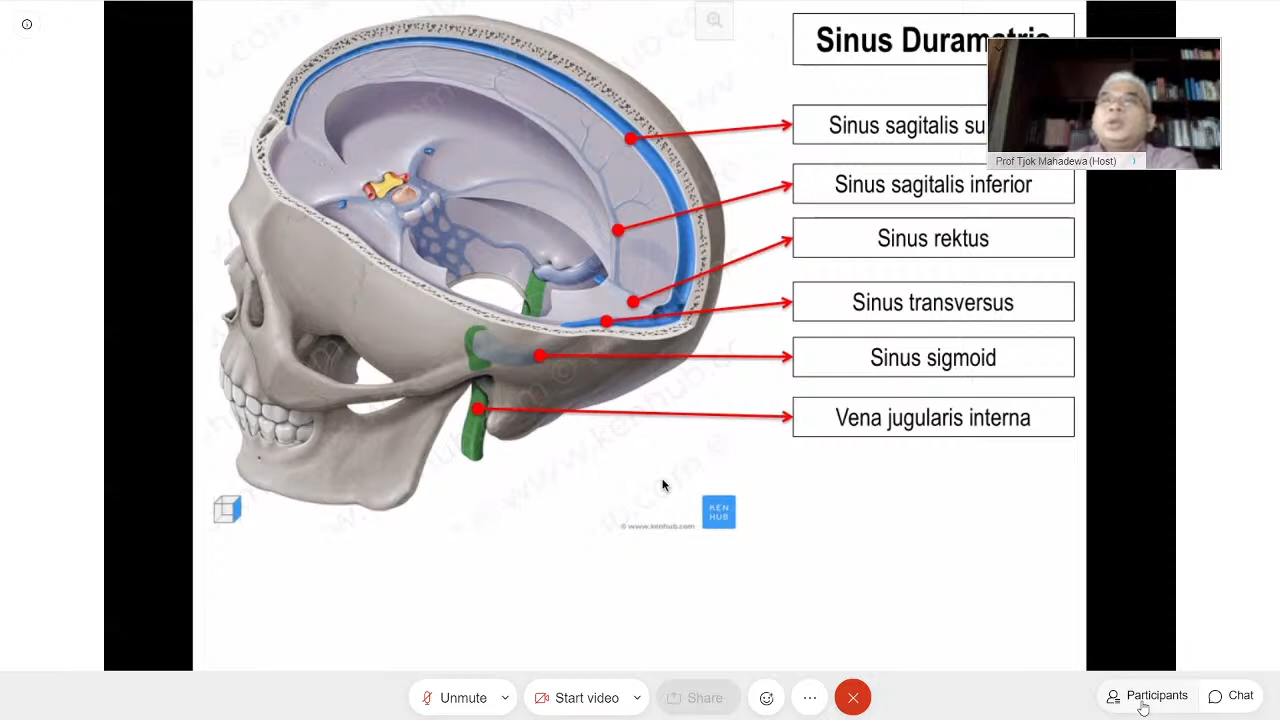 Sinus Durametris
Sinus sagitalis su
Prof Tjok Mahadewa (Host)
Sinus sagitalis inferior
Sinus rektus
Sinus transversus
Sinus sigmoid
Vena jugularis interna
KEN
HUB
© www.kenhub.com
Unmute
Start video
Share
Participants
Chat